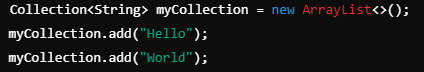 Collection<String> myCollection = new ArrayList<>();
myCollection.add("Hello");
myCollection.add("World");